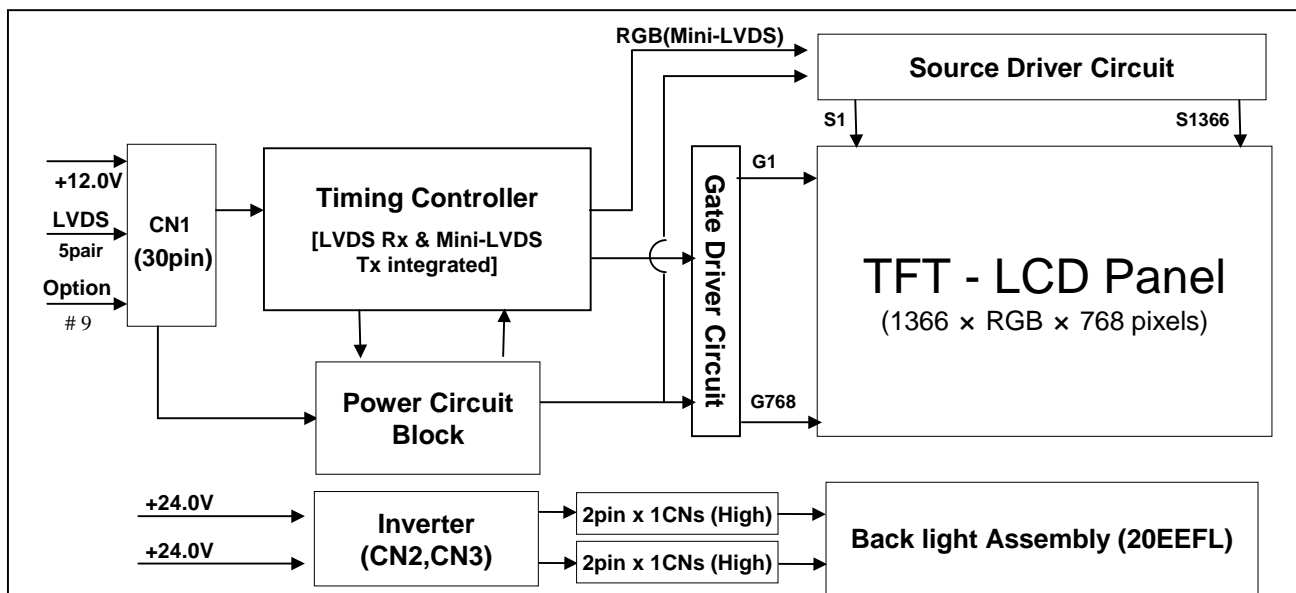 RGB(Mini-LVDS)
Source Driver Circuit
S1
S1366
+12.0V
LVDS
5pair
Option
# 9
CN1
(30pin)
Timing Controller
[LVDS Rx & Mini-LVDS
Tx integrated]
Power Circuit
Block
Gate Driver Circuit
G1
G768
TFT - LCD Panel
(1366 × RGB × 768 pixels)
+24.0V
+24.0V
Inverter
(CN2,CN3)
2pin x 1CNs (High)
2pin x 1CNs (High)
Back light Assembly (20EEFL)